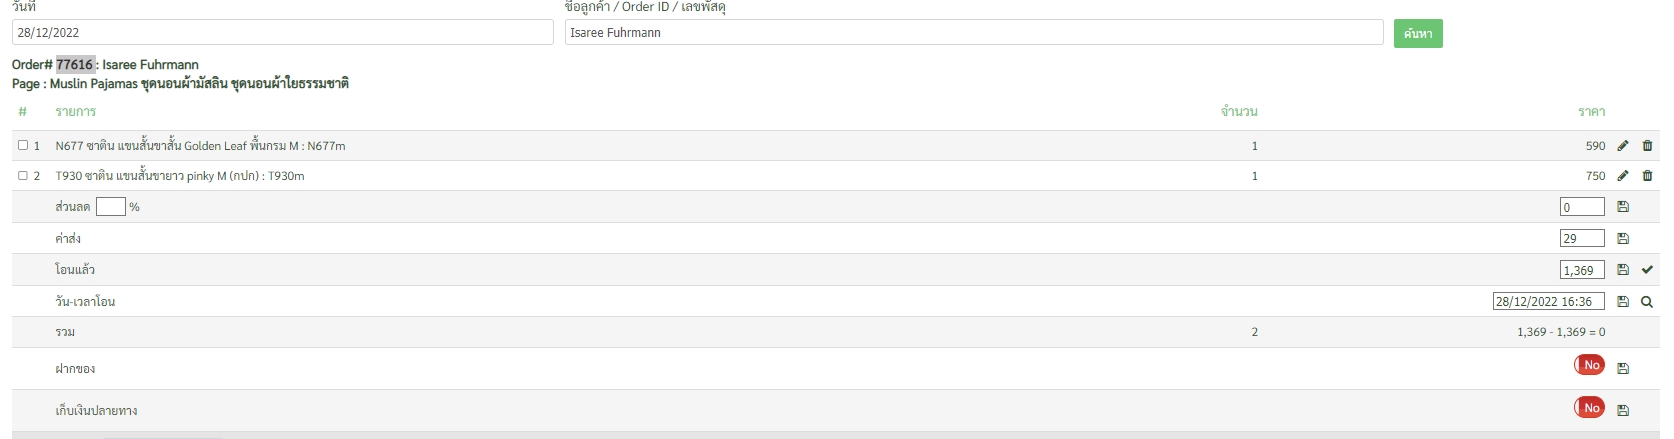 วันที่ ชื่อลูกค้า / Order ID / เลขพัสดุ
28/12/2022 Isaree Fuhrmann ค้นหา
Order# 77616 : Isaree Fuhrmann
Page : Muslin Pajamas ชุดนอนผ้ามัสลิน ชุดนอนผ้าใยธรรมชาติ
# รายการ จำนวน ราคา
1 N677 ซาติน แขนสั้นขาสั้น Golden Leaf พื้นกรม M : N677m 1 590
2 T930 ซาติน แขนสั้นขายาว pinky M (กปก) : T930m 1 750
ส่วนลด % 0
ค่าส่ง 29
โอนแล้ว 1,369
วัน-เวลาโอน 28/12/2022 16:36
รวม 2 1,369 - 1,369 = 0
ฝากของ No
เก็บเงินปลายทาง No